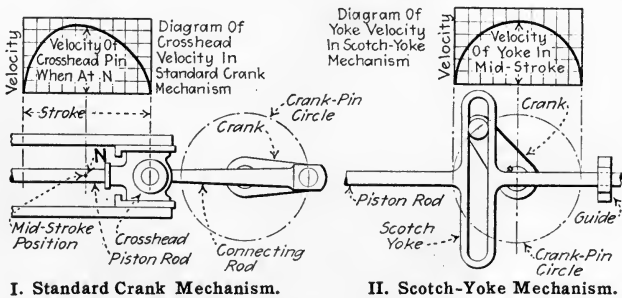 Velocity
Velocity Of
Crosshead Pin
When At N
Diagram Of
Crosshead
Velocity In
Standard Crank
Mechanism
Stroke
Crank-Pin
Circle
Crank
N
Mid-Stroke
Position
Crosshead
Piston Rod
Connecting
Rod
I. Standard Crank Mechanism.
Diagram Of
Yoke Velocity
In Scotch-Yoke
Mechanism
Velocity
Velocity
Of Yoke In
Mid-Stroke
Crank
Piston Rod
Scotch
Yoke
Guide
Crank-Pin
Circle
II. Scotch-Yoke Mechanism.